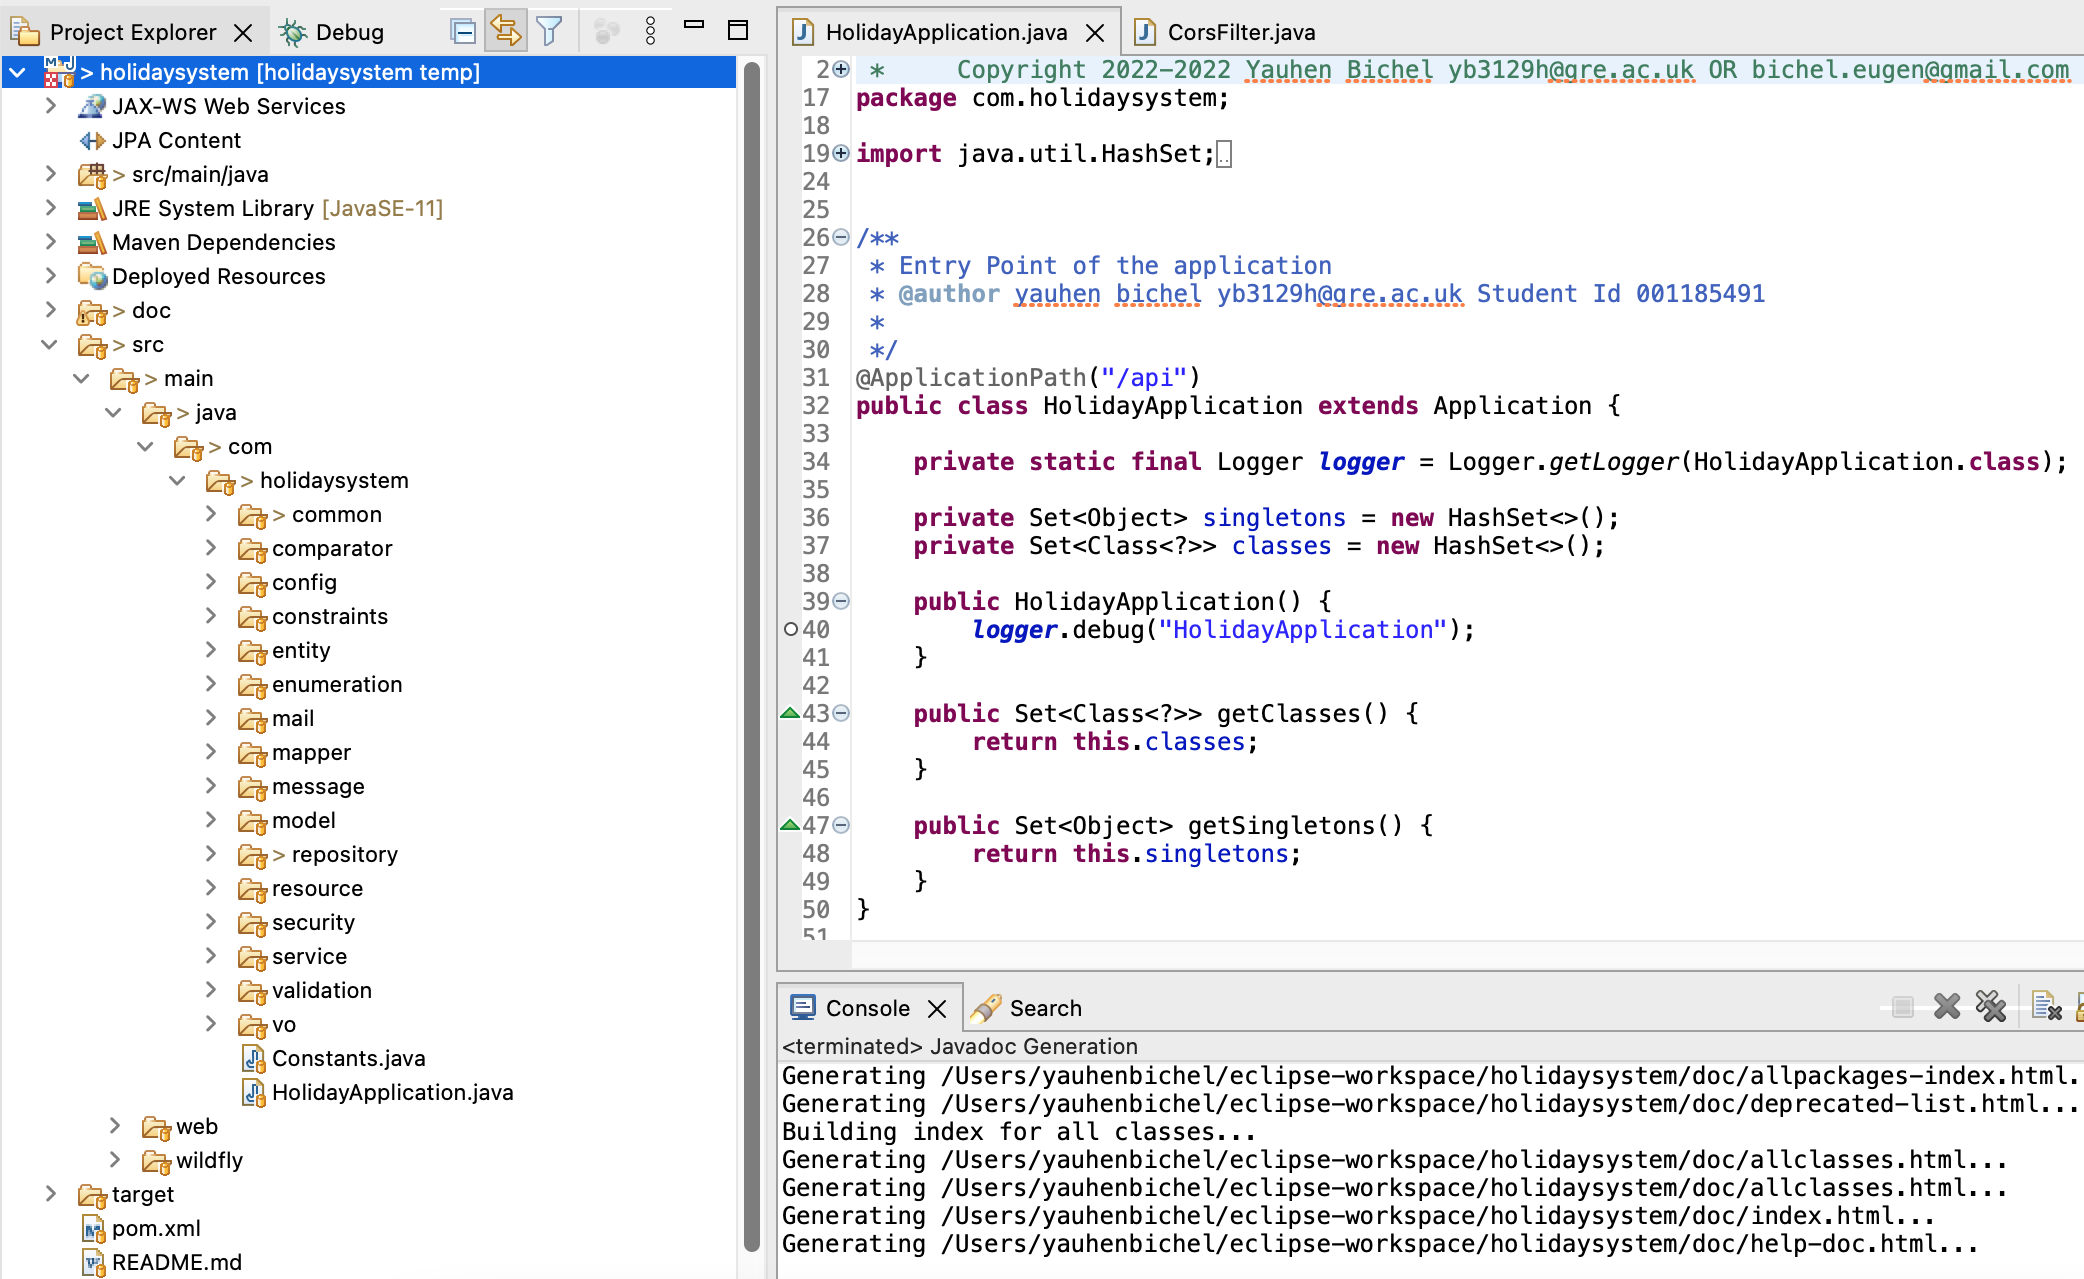 Project Explorer
Debug
> holidaysystem [holidaysystem temp]
JAX-WS Web Services
JPA Content
> src/main/java
JRE System Library [JavaSE-11]
Maven Dependencies
Deployed Resources
> doc
> src
> main
> java
> com
> holidaysystem
> common
comparator
config
constraints
entity
enumeration
mail
mapper
message
model
> repository
resource
security
service
validation
vo
Constants.java
HolidayApplication.java
web
wildfly
target
pom.xml
README.md
HolidayApplication.java
CorsFilter.java
2 *     Copyright 2022-2022 Yauhen Bichel yb3129h@gre.ac.uk OR bichel.eugen@gmail.com
17 package com.holidaysystem;
18
19 import java.util.HashSet;
24
25
26 /**
27  * Entry Point of the application
28  * @author yauhen bichel yb3129h@gre.ac.uk Student Id 001185491
29  *
30  */
31 @ApplicationPath("/api")
32 public class HolidayApplication extends Application {
33
34     private static final Logger logger = Logger.getLogger(HolidayApplication.class);
35
36     private Set<Object> singletons = new HashSet<>();
37     private Set<Class<?>> classes = new HashSet<>();
38
39     public HolidayApplication() {
40         logger.debug("HolidayApplication");
41     }
42
43     public Set<Class<?>> getClasses() {
44         return this.classes;
45     }
46
47     public Set<Object> getSingletons() {
48         return this.singletons;
49     }
50 }
51
Console
Search
<terminated> Javadoc Generation
Generating /Users/yauhenbichel/eclipse-workspace/holidaysystem/doc/allpackages-index.html.
Generating /Users/yauhenbichel/eclipse-workspace/holidaysystem/doc/deprecated-list.html...
Building index for all classes...
Generating /Users/yauhenbichel/eclipse-workspace/holidaysystem/doc/allclasses.html...
Generating /Users/yauhenbichel/eclipse-workspace/holidaysystem/doc/allclasses.html...
Generating /Users/yauhenbichel/eclipse-workspace/holidaysystem/doc/index.html...
Generating /Users/yauhenbichel/eclipse-workspace/holidaysystem/doc/help-doc.html...